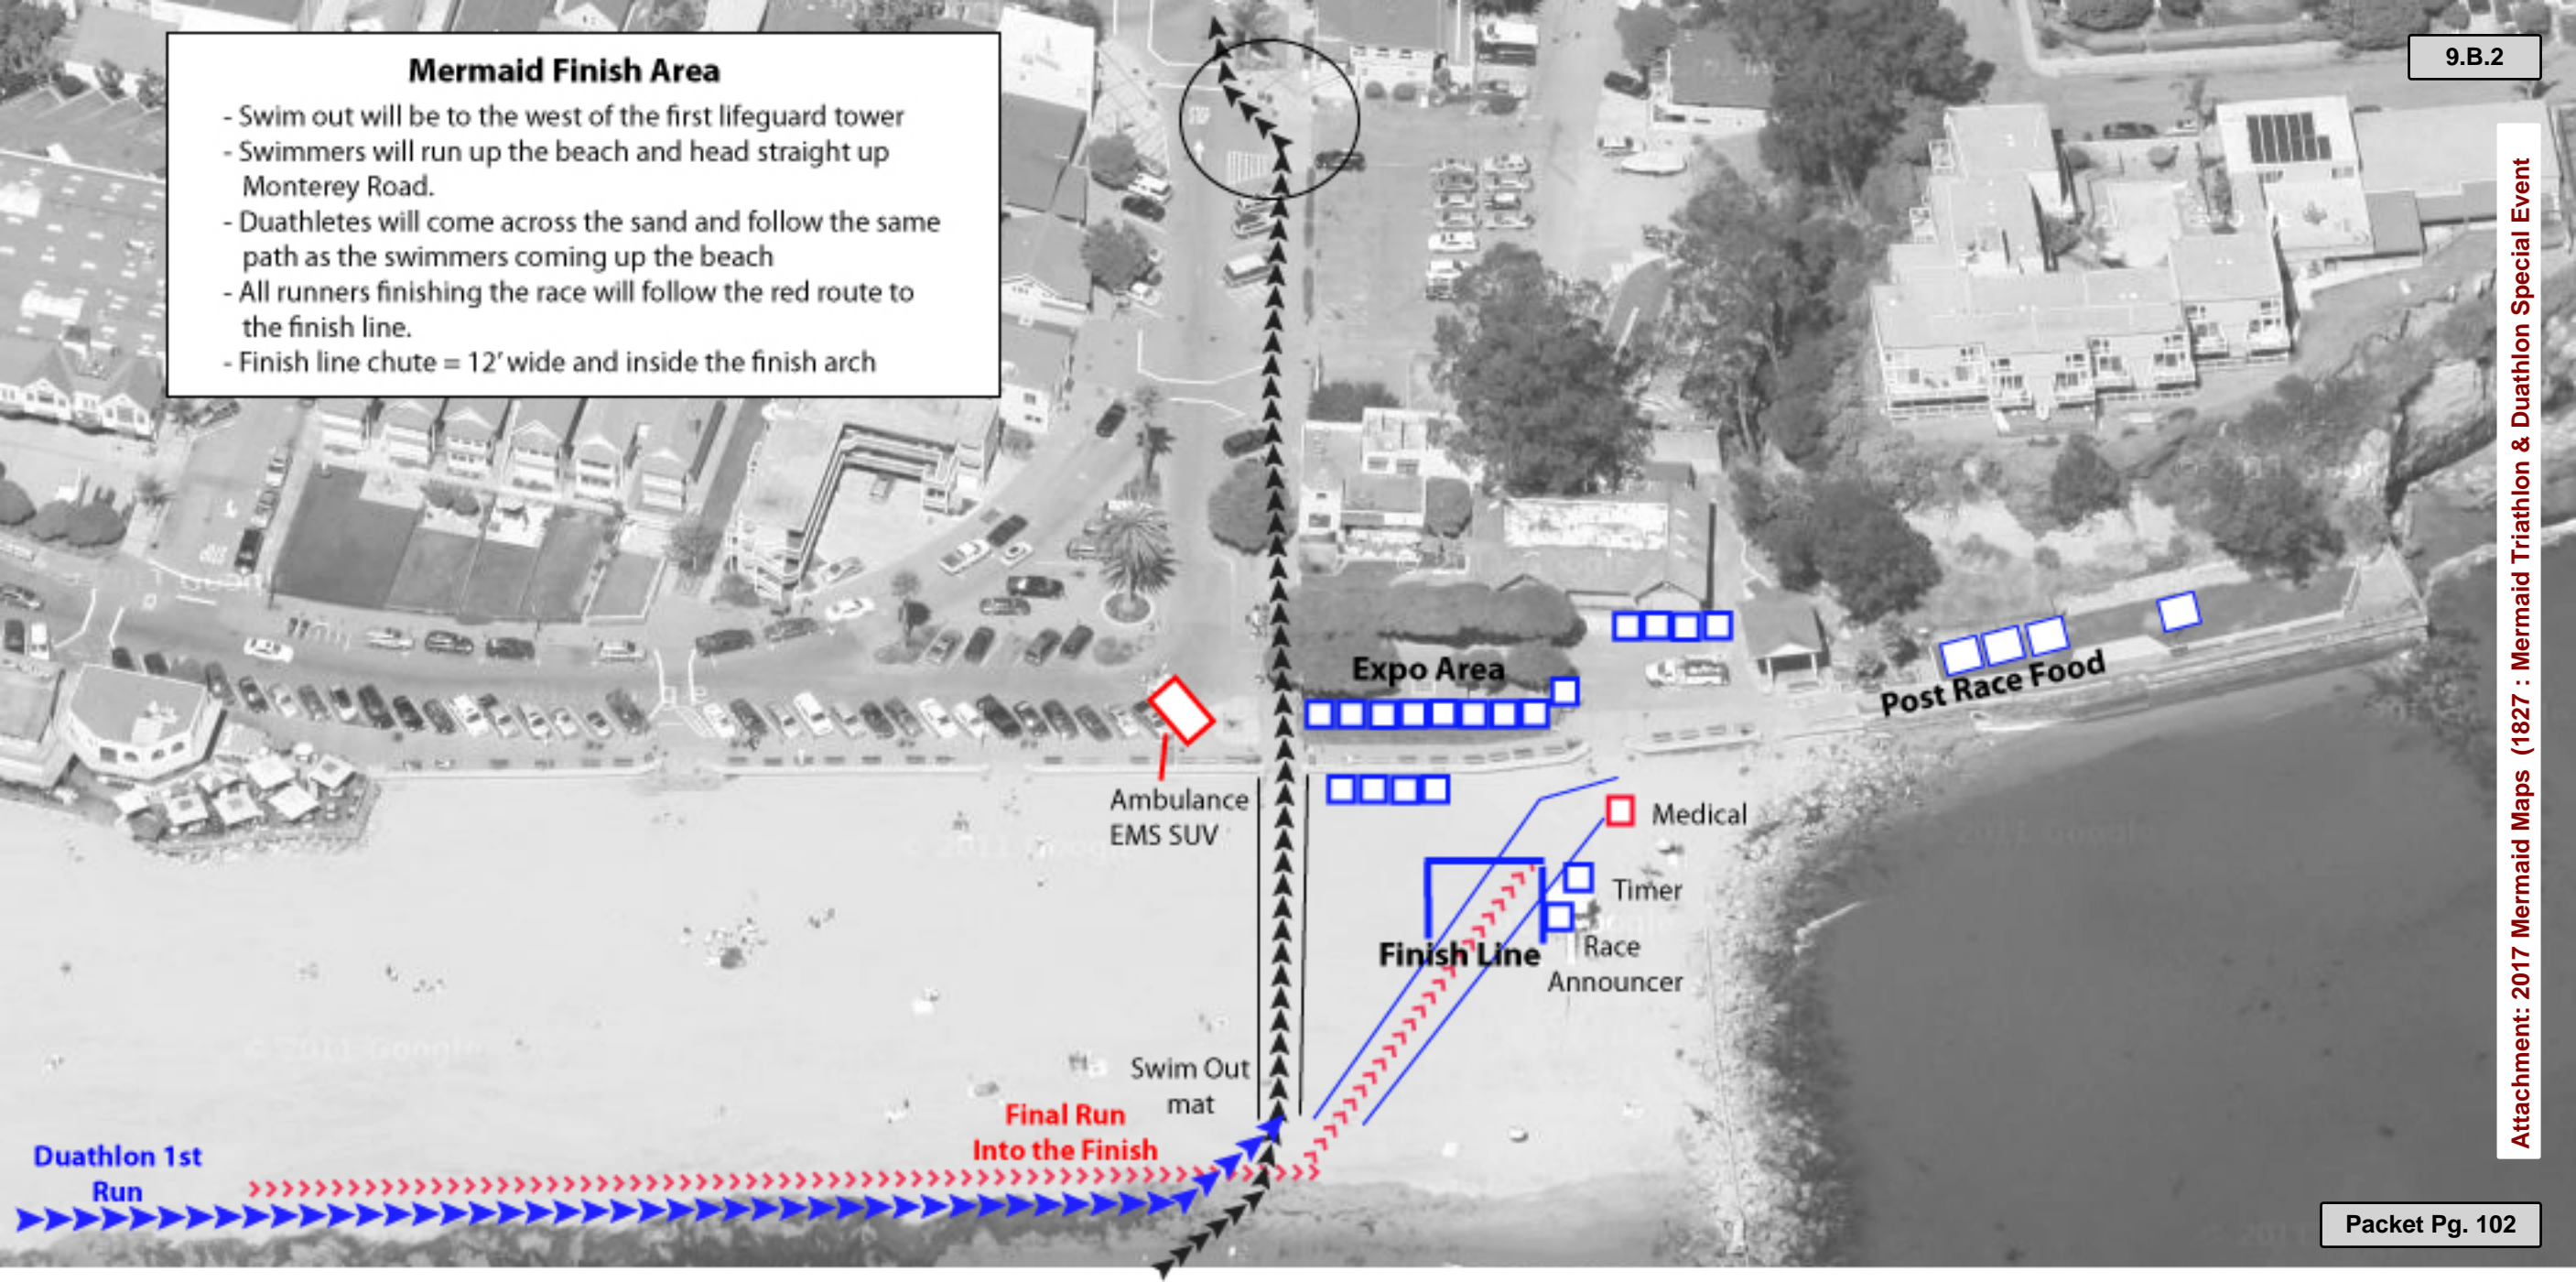 9.B.2
Mermaid Finish Area
- Swim out will be to the west of the first lifeguard tower
- Swimmers will run up the beach and head straight up
Monterey Road.
- Duathletes will come across the sand and follow the same
path as the swimmers coming up the beach
- All runners finishing the race will follow the red route to
the finish line.
- Finish line chute = 12' wide and inside the finish arch
Expo Area
Post Race Food
Ambulance
EMS SUV
Medical
Timer
Finish Line
Race
Announcer
Swim Out
mat
Final Run
Into the Finish
Duathlon 1st
Run
Attachment: 2017 Mermaid Maps (1827 : Mermaid Triathlon & Duathlon Special Event
Packet Pg. 102
© 2011 Google